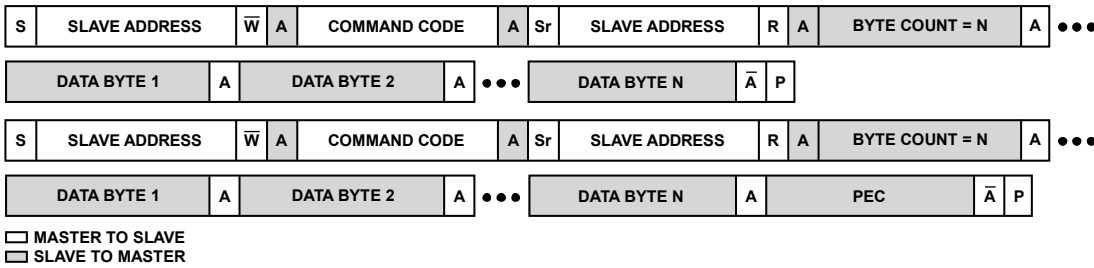 S SLAVE ADDRESS W̅ A COMMAND CODE A Sr SLAVE ADDRESS R A BYTE COUNT = N A •••
DATA BYTE 1 A DATA BYTE 2 A ••• DATA BYTE N A̅ P
S SLAVE ADDRESS W̅ A COMMAND CODE A Sr SLAVE ADDRESS R A BYTE COUNT = N A •••
DATA BYTE 1 A DATA BYTE 2 A ••• DATA BYTE N A PEC A̅ P
MASTER TO SLAVE
SLAVE TO MASTER